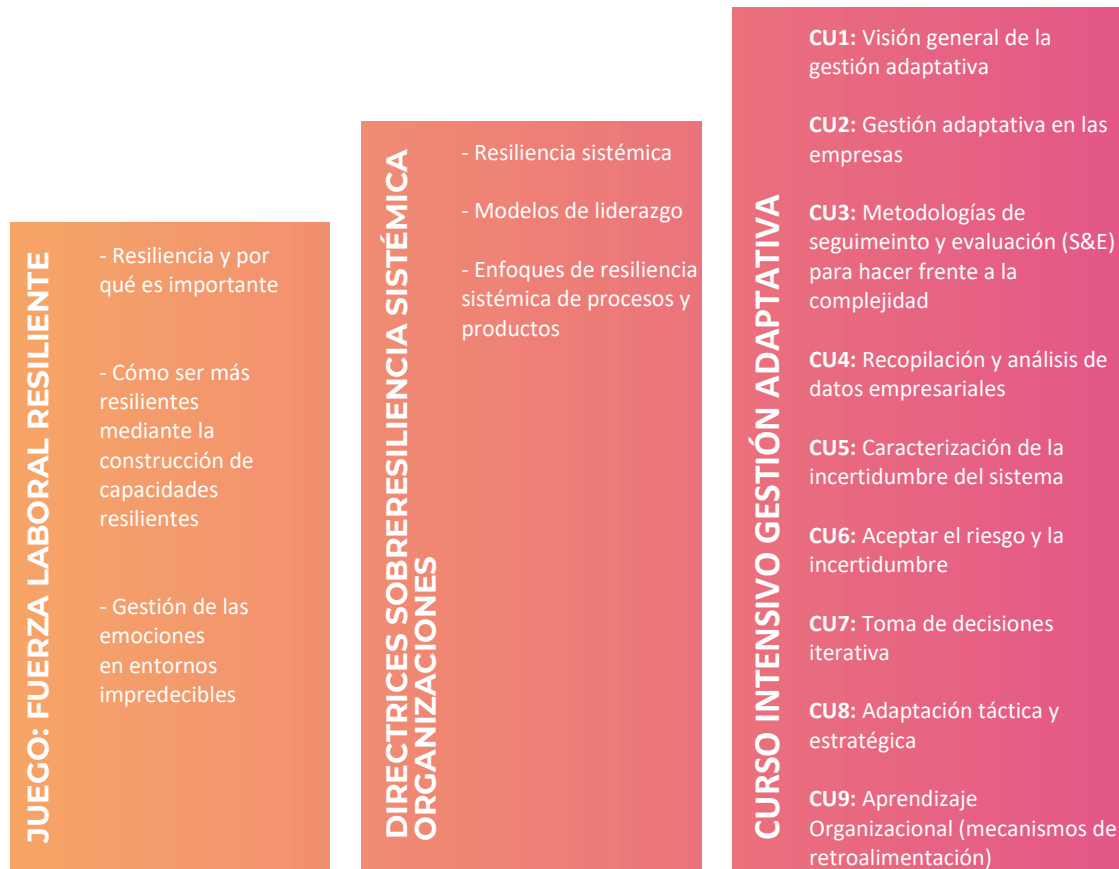 JUEGO: FUERZA LABORAL RESILIENTE
- Resiliencia y por
qué es importante
- Cómo ser más
resilientes
mediante la
construcción de
capacidades
resilientes
- Gestión de las
emociones
en entornos
impredecibles
DIRECTRICES SOBRERESILIENCIA SISTÉMICA
ORGANIZACIONES
- Resiliencia sistémica
- Modelos de liderazgo
- Enfoques de resiliencia
sistémica de procesos y
productos
CURSO INTENSIVO GESTIÓN ADAPTATIVA
CU1: Visión general de la
gestión adaptativa
CU2: Gestión adaptativa en las
empresas
CU3: Metodologías de
seguimeinto y evaluación (S&E)
para hacer frente a la
complejidad
CU4: Recopilación y análisis de
datos empresariales
CU5: Caracterización de la
incertidumbre del sistema
CU6: Aceptar el riesgo y la
incertidumbre
CU7: Toma de decisiones
iterativa
CU8: Adaptación táctica y
estratégica
CU9: Aprendizaje
Organizacional (mecanismos de
retroalimentación)